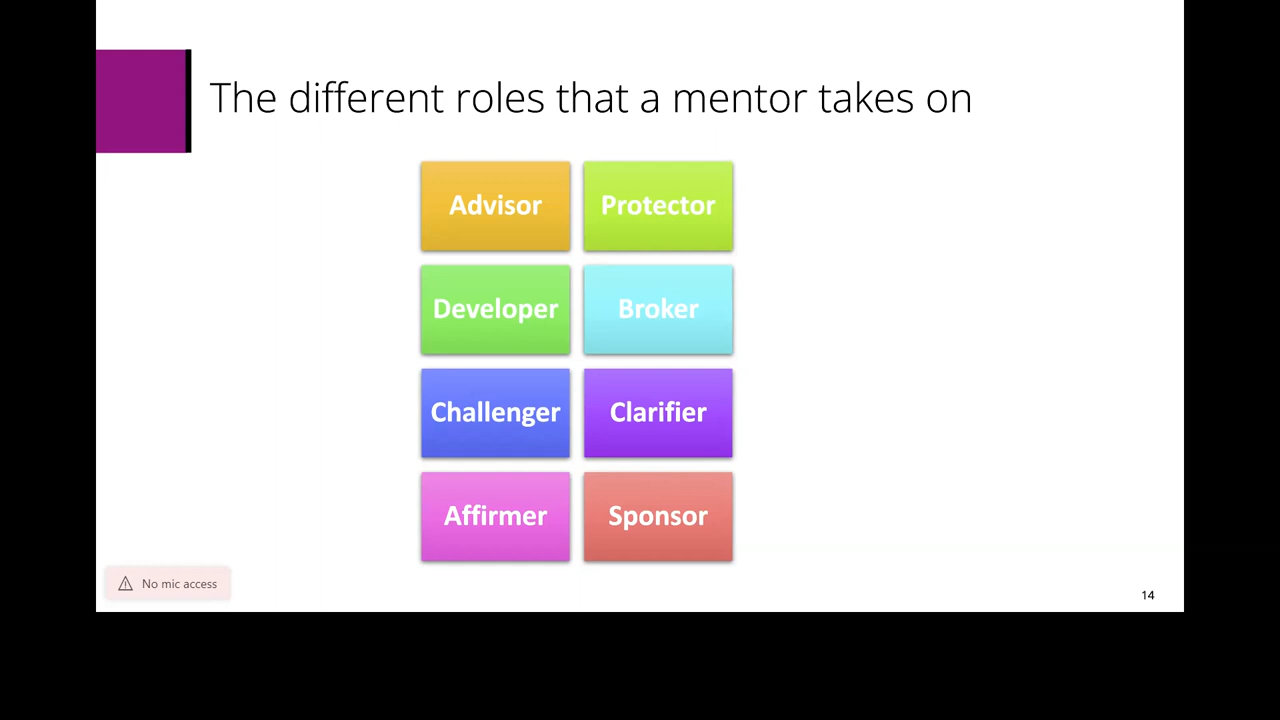 The different roles that a mentor takes on
Advisor
Protector
Developer
Broker
Challenger
Clarifier
Affirmer
Sponsor
No mic access
14